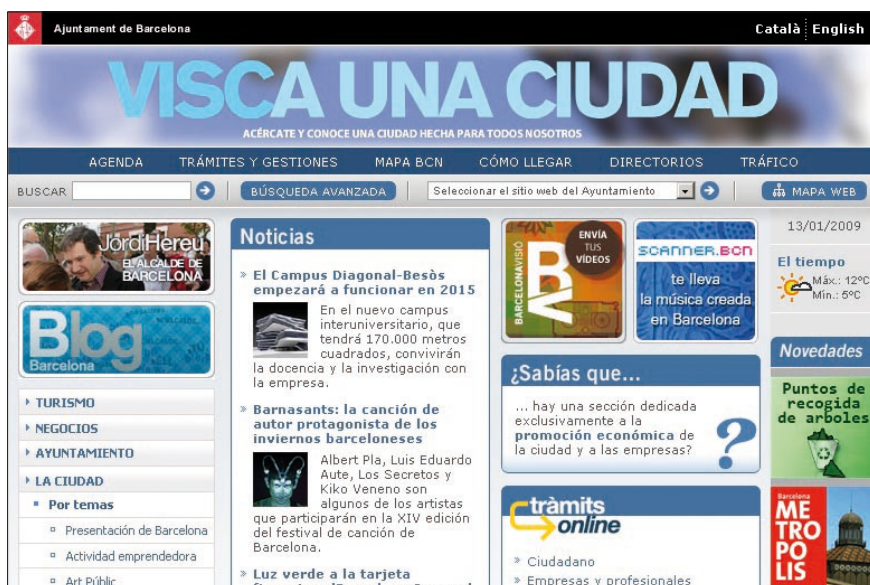 Ajuntament de Barcelona
Català English
VISCA UNA CIUDAD
ACÉRCATE Y CONOCE UNA CIUDAD HECHA PARA TODOS NOSOTROS
AGENDA TRÁMITES Y GESTIONES MAPA BCN CÓMO LLEGAR DIRECTORIOS TRÁFICO
BUSCAR BÚSQUEDA AVANZADA Seleccionar el sitio web del Ayuntamiento MAPA WEB
JordiHereu
EL ALCALDE DE
BARCELONA
Blog
Barcelona
TURISMO
NEGOCIOS
AYUNTAMIENTO
LA CIUDAD
Por temas
Presentación de Barcelona
Actividad emprendedora
Art Públic
Noticias
» El Campus Diagonal-Besòs
empezará a funcionar en 2015
En el nuevo campus
interuniversitario, que
tendrá 170.000 metros
cuadrados, convivirán
la docencia y la investigación con
la empresa.
» Barnasants: la canción de
autor protagonista de los
inviernos barceloneses
Albert Pla, Luis Eduardo
Aute, Los Secretos y
Kiko Veneno son
algunos de los artistas
que participarán en la XIV edición
del festival de canción de
Barcelona.
» Luz verde a la tarjeta
BARCELONAVISIÓ
BV
ENVÍA
TUS
VÍDEOS
SCANNER.BCN
te lleva
la música creada
en Barcelona
¿Sabías que...
... hay una sección dedicada
exclusivamente a la
promoción económica de
la ciudad y a las empresas?
?
tràmits
online
» Ciudadano
» Empresas y profesionales
13/01/2009
El tiempo
Máx.: 12ºC
Mín.: 5ºC
Novedades
Puntos de
recogida
de arboles
Barcelona
ME
TRO
PO
LIS